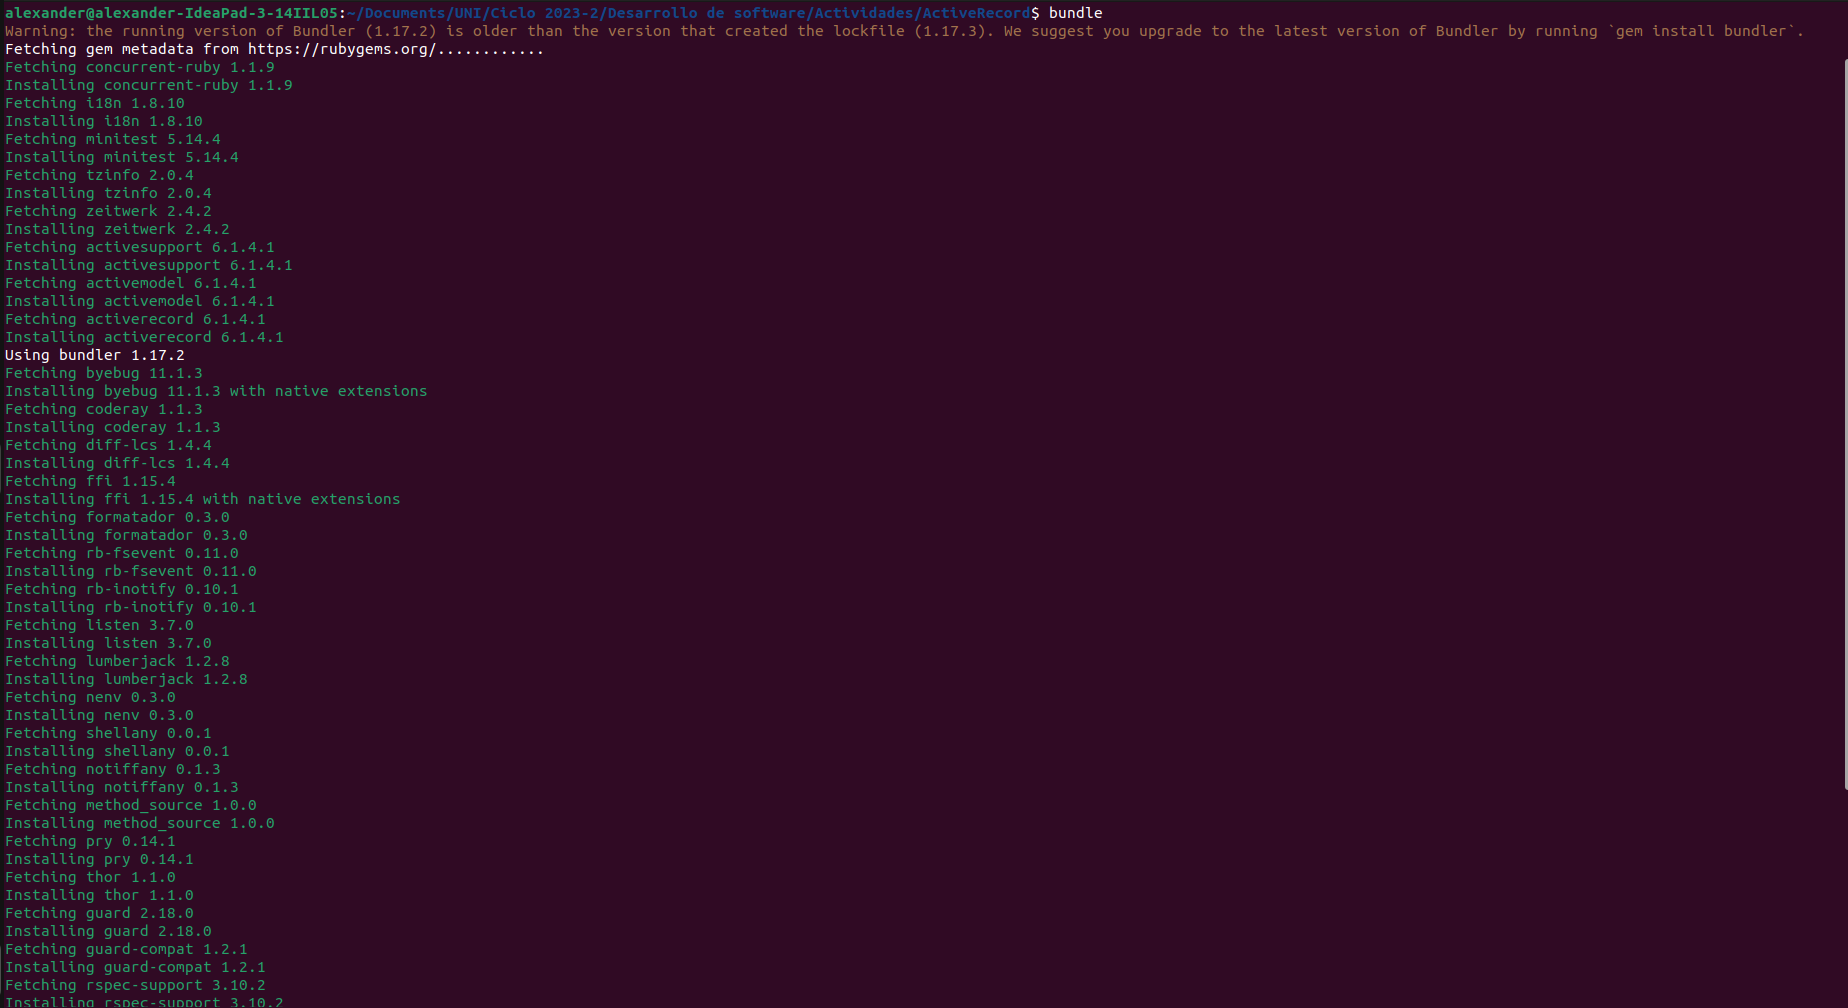 alexander@alexander-IdeaPad-3-14IIL05:~/Documents/UNI/Ciclo 2023-2/Desarrollo de software/Actividades/ActiveRecord$ bundle
Warning: the running version of Bundler (1.17.2) is older than the version that created the lockfile (1.17.3). We suggest you upgrade to the latest version of Bundler by running `gem install bundler`.
Fetching gem metadata from https://rubygems.org/............
Fetching concurrent-ruby 1.1.9
Installing concurrent-ruby 1.1.9
Fetching i18n 1.8.10
Installing i18n 1.8.10
Fetching minitest 5.14.4
Installing minitest 5.14.4
Fetching tzinfo 2.0.4
Installing tzinfo 2.0.4
Fetching zeitwerk 2.4.2
Installing zeitwerk 2.4.2
Fetching activesupport 6.1.4.1
Installing activesupport 6.1.4.1
Fetching activemodel 6.1.4.1
Installing activemodel 6.1.4.1
Fetching activerecord 6.1.4.1
Installing activerecord 6.1.4.1
Using bundler 1.17.2
Fetching byebug 11.1.3
Installing byebug 11.1.3 with native extensions
Fetching coderay 1.1.3
Installing coderay 1.1.3
Fetching diff-lcs 1.4.4
Installing diff-lcs 1.4.4
Fetching ffi 1.15.4
Installing ffi 1.15.4 with native extensions
Fetching formatador 0.3.0
Installing formatador 0.3.0
Fetching rb-fsevent 0.11.0
Installing rb-fsevent 0.11.0
Fetching rb-inotify 0.10.1
Installing rb-inotify 0.10.1
Fetching listen 3.7.0
Installing listen 3.7.0
Fetching lumberjack 1.2.8
Installing lumberjack 1.2.8
Fetching nenv 0.3.0
Installing nenv 0.3.0
Fetching shellany 0.0.1
Installing shellany 0.0.1
Fetching notiffany 0.1.3
Installing notiffany 0.1.3
Fetching method_source 1.0.0
Installing method_source 1.0.0
Fetching pry 0.14.1
Installing pry 0.14.1
Fetching thor 1.1.0
Installing thor 1.1.0
Fetching guard 2.18.0
Installing guard 2.18.0
Fetching guard-compat 1.2.1
Installing guard-compat 1.2.1
Fetching rspec-support 3.10.2
Installing rspec-support 3.10.2